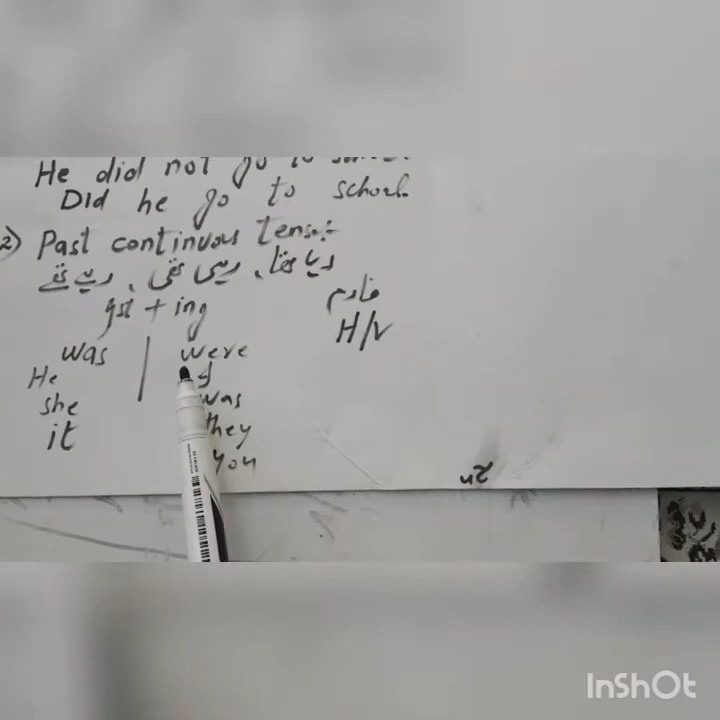 He did not go to
Did he go to school.
2) Past continuous Tense:-
رہا تھا، رہی تھی، رہے تھے
فارم
1st + ing
H/V
was | were
He I
she was
it they
you
InShOt